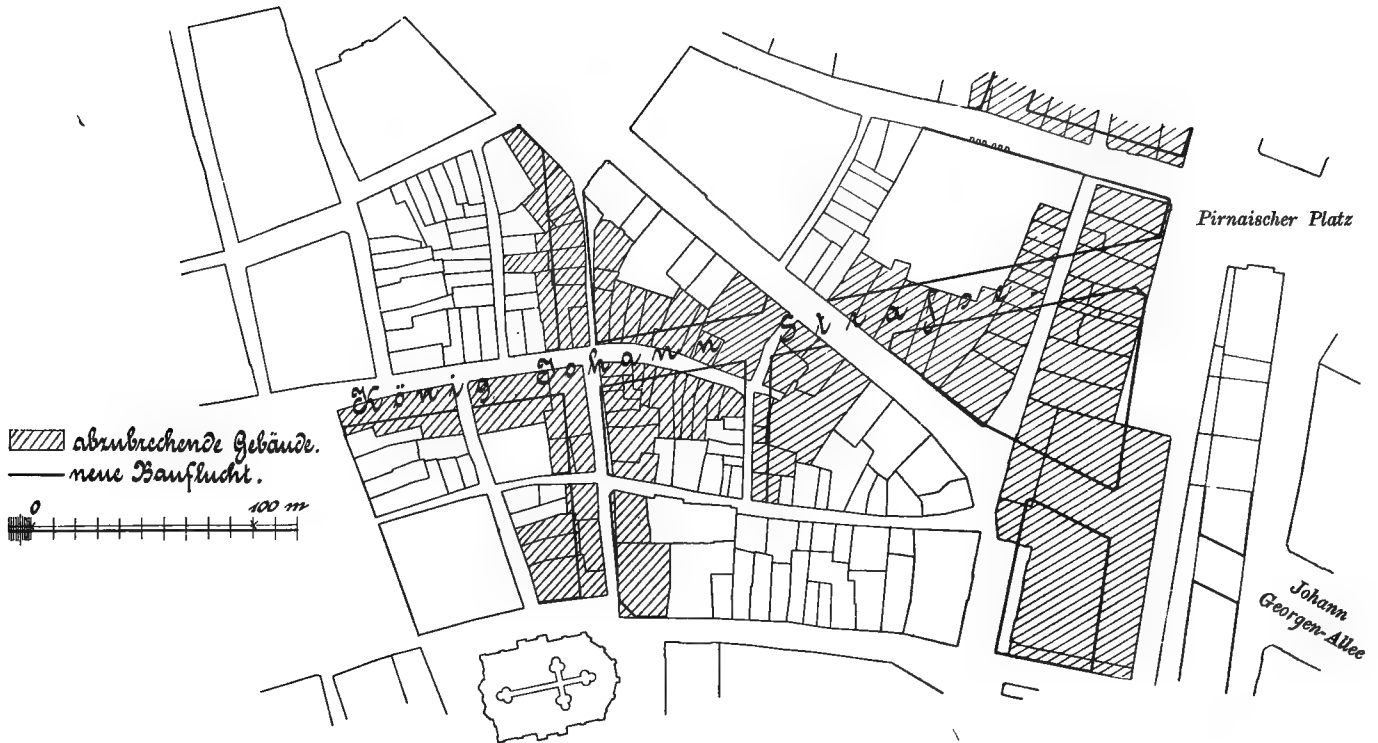 Pirnaischer Platz
König Johann Straße.
abzubrechende Gebäude.
neue Bauflucht.
0 100 m
Johann
Georgen-Allee